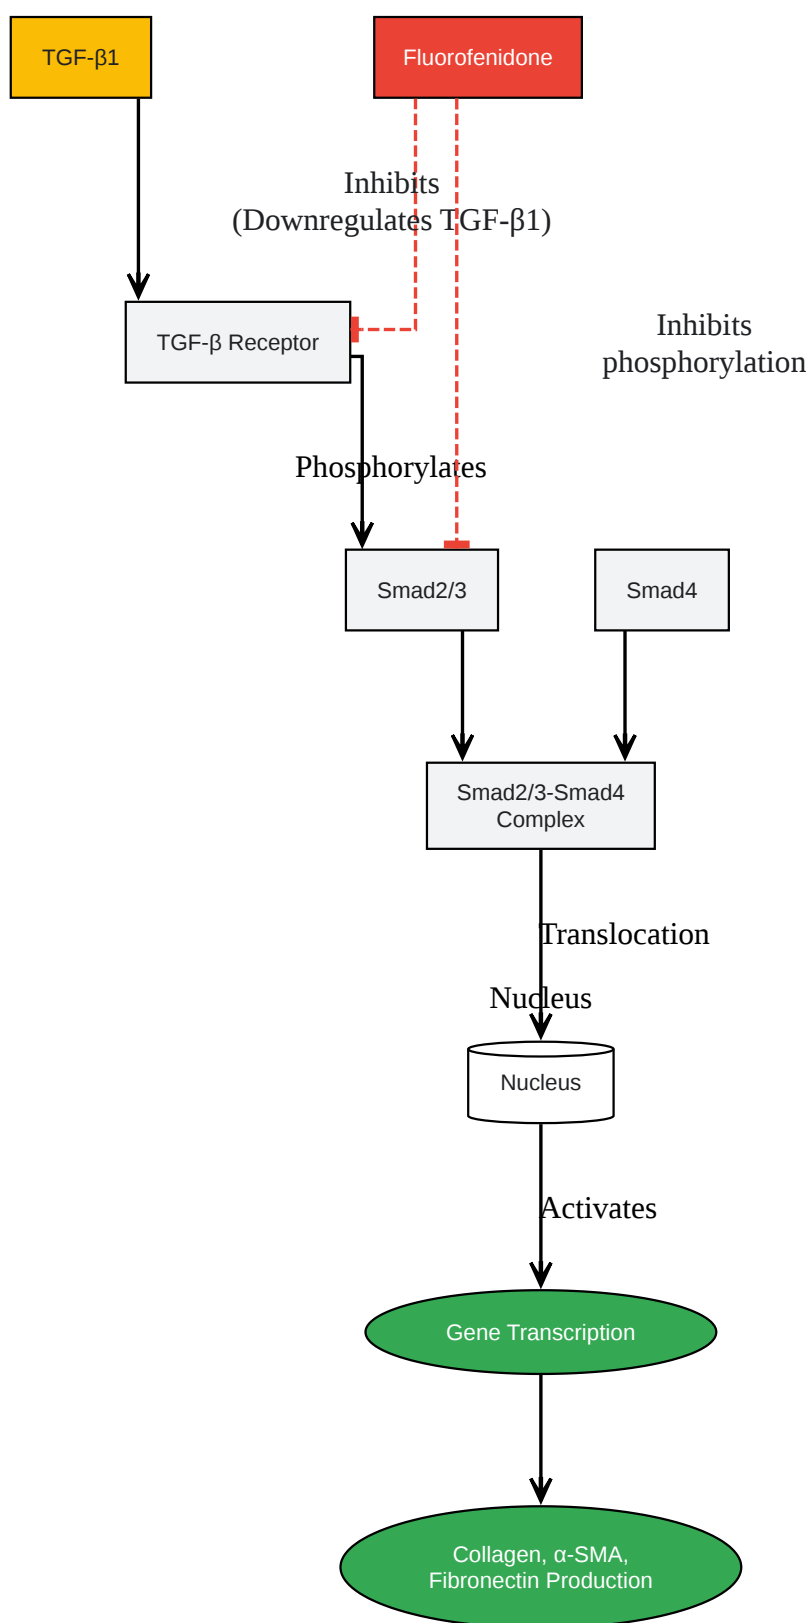 TGF-β1
Fluorofenidone
Inhibits
(Downregulates TGF-β1)
Inhibits
phosphorylation
TGF-β Receptor
Phosphorylates
Smad2/3
Smad4
Smad2/3-Smad4
Complex
Translocation
Nucleus
Nucleus
Activates
Gene Transcription
Collagen, α-SMA,
Fibronectin Production